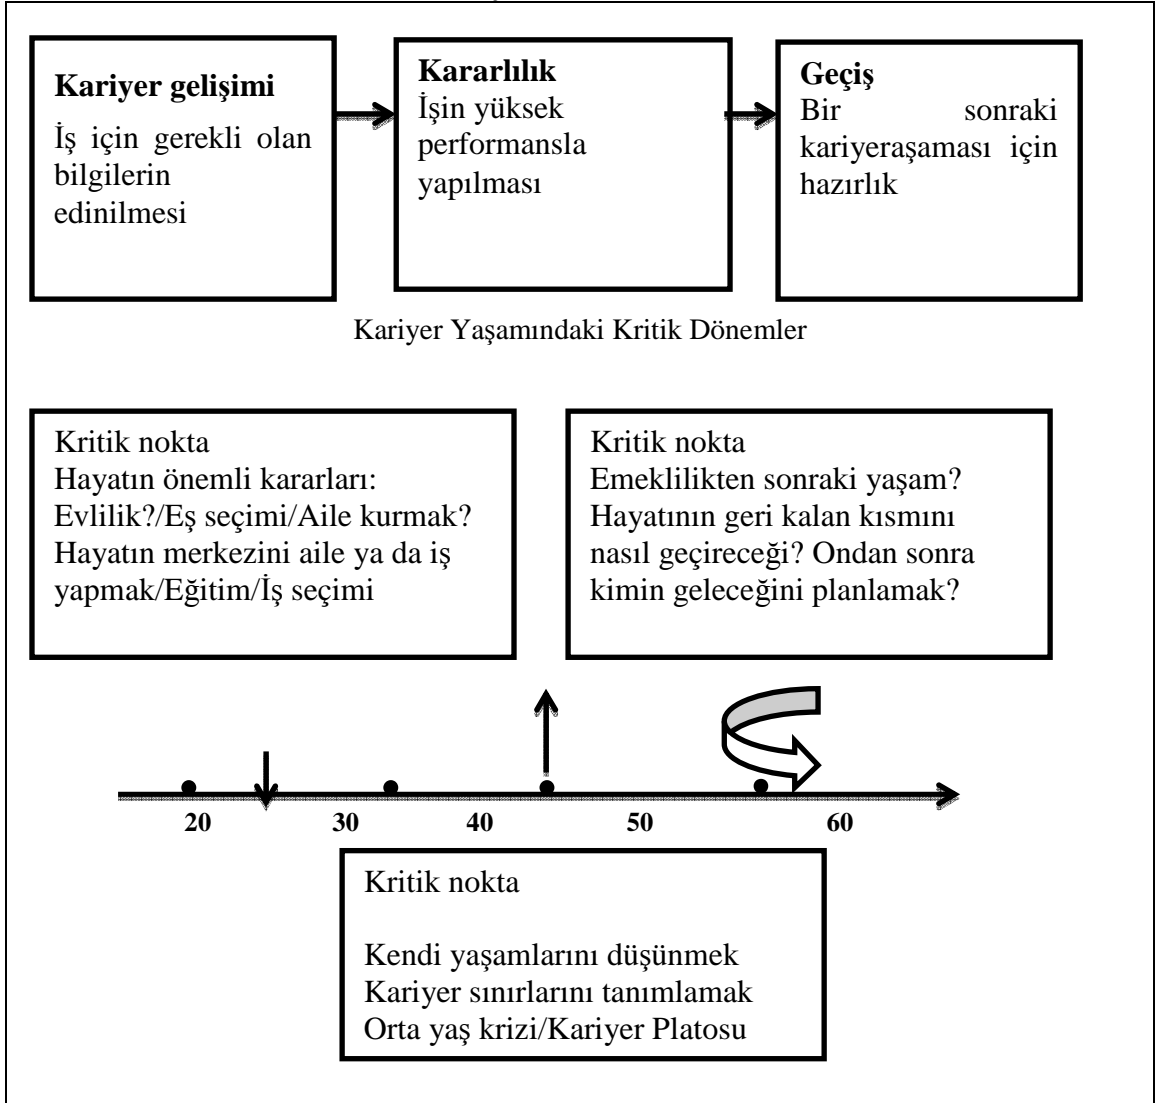 Kariyer gelişimi
İş için gerekli olan
bilgilerin
edinilmesi
Kararlılık
İşin yüksek
performansla
yapılması
Geçiş
Bir sonraki
kariyeraşaması için
hazırlık
Kariyer Yaşamındaki Kritik Dönemler
Kritik nokta
Hayatın önemli kararları:
Evlilik?/Eş seçimi/Aile kurmak?
Hayatın merkezini aile ya da iş
yapmak/Eğitim/İş seçimi
Kritik nokta
Emeklilikten sonraki yaşam?
Hayatının geri kalan kısmını
nasıl geçireceği? Ondan sonra
kimin geleceğini planlamak?
20 30 40 50 60
Kritik nokta
Kendi yaşamlarını düşünmek
Kariyer sınırlarını tanımlamak
Orta yaş krizi/Kariyer Platosu